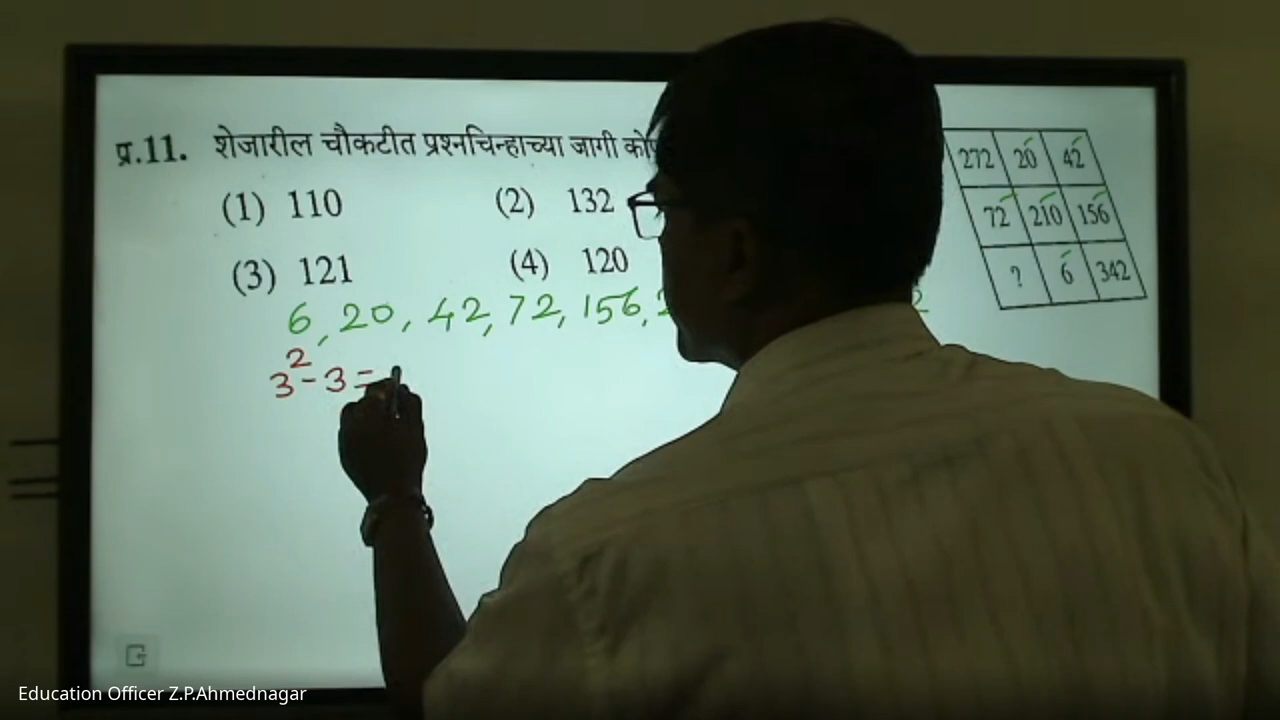 प्र.11. शेजारील चौकटीत प्रश्नचिन्हाच्या जागी
(1) 110 (2) 132
(3) 121 (4) 120
272 20 42
72 210 156
? 6 342
6, 20, 42, 72, 156,
3² - 3 =
Education Officer Z.P.Ahmednagar